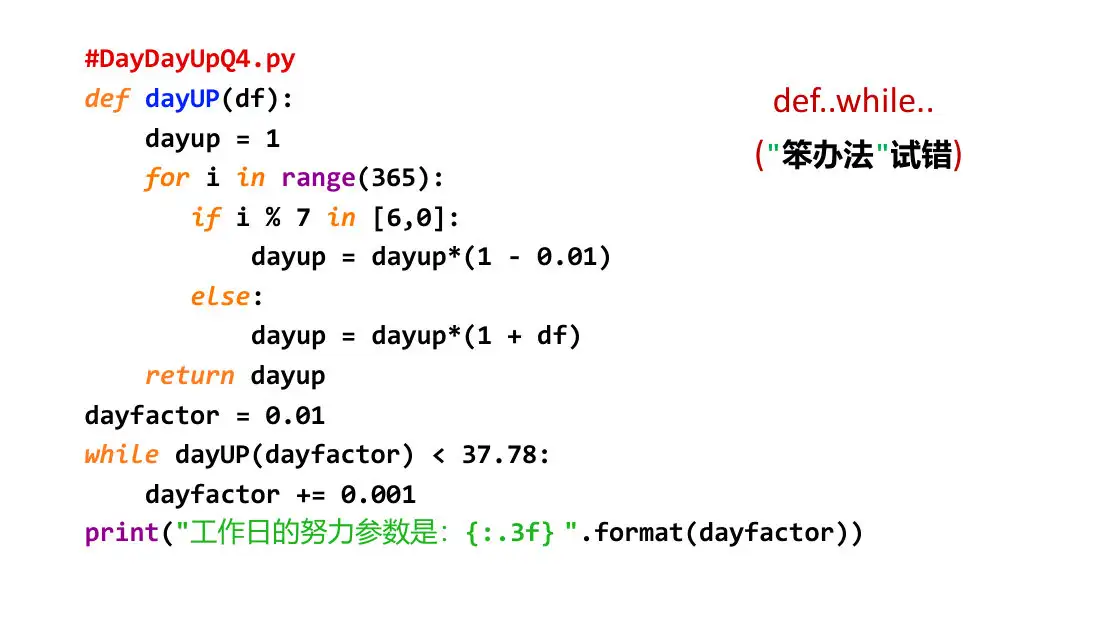 #DayDayUpQ4.py
def dayUP(df):
    dayup = 1
    for i in range(365):
       if i % 7 in [6,0]:
           dayup = dayup*(1 - 0.01)
       else:
           dayup = dayup*(1 + df)
    return dayup
dayfactor = 0.01
while dayUP(dayfactor) < 37.78:
    dayfactor += 0.001
print("工作日的努力参数是：{:.3f} ".format(dayfactor))
def..while..
("笨办法"试错)